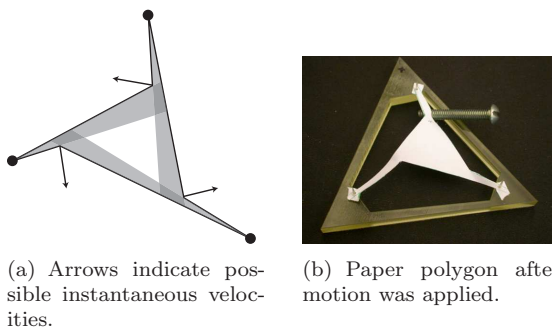 (a) Arrows indicate pos-
sible instantaneous veloc-
ities.
(b) Paper polygon afte
motion was applied.